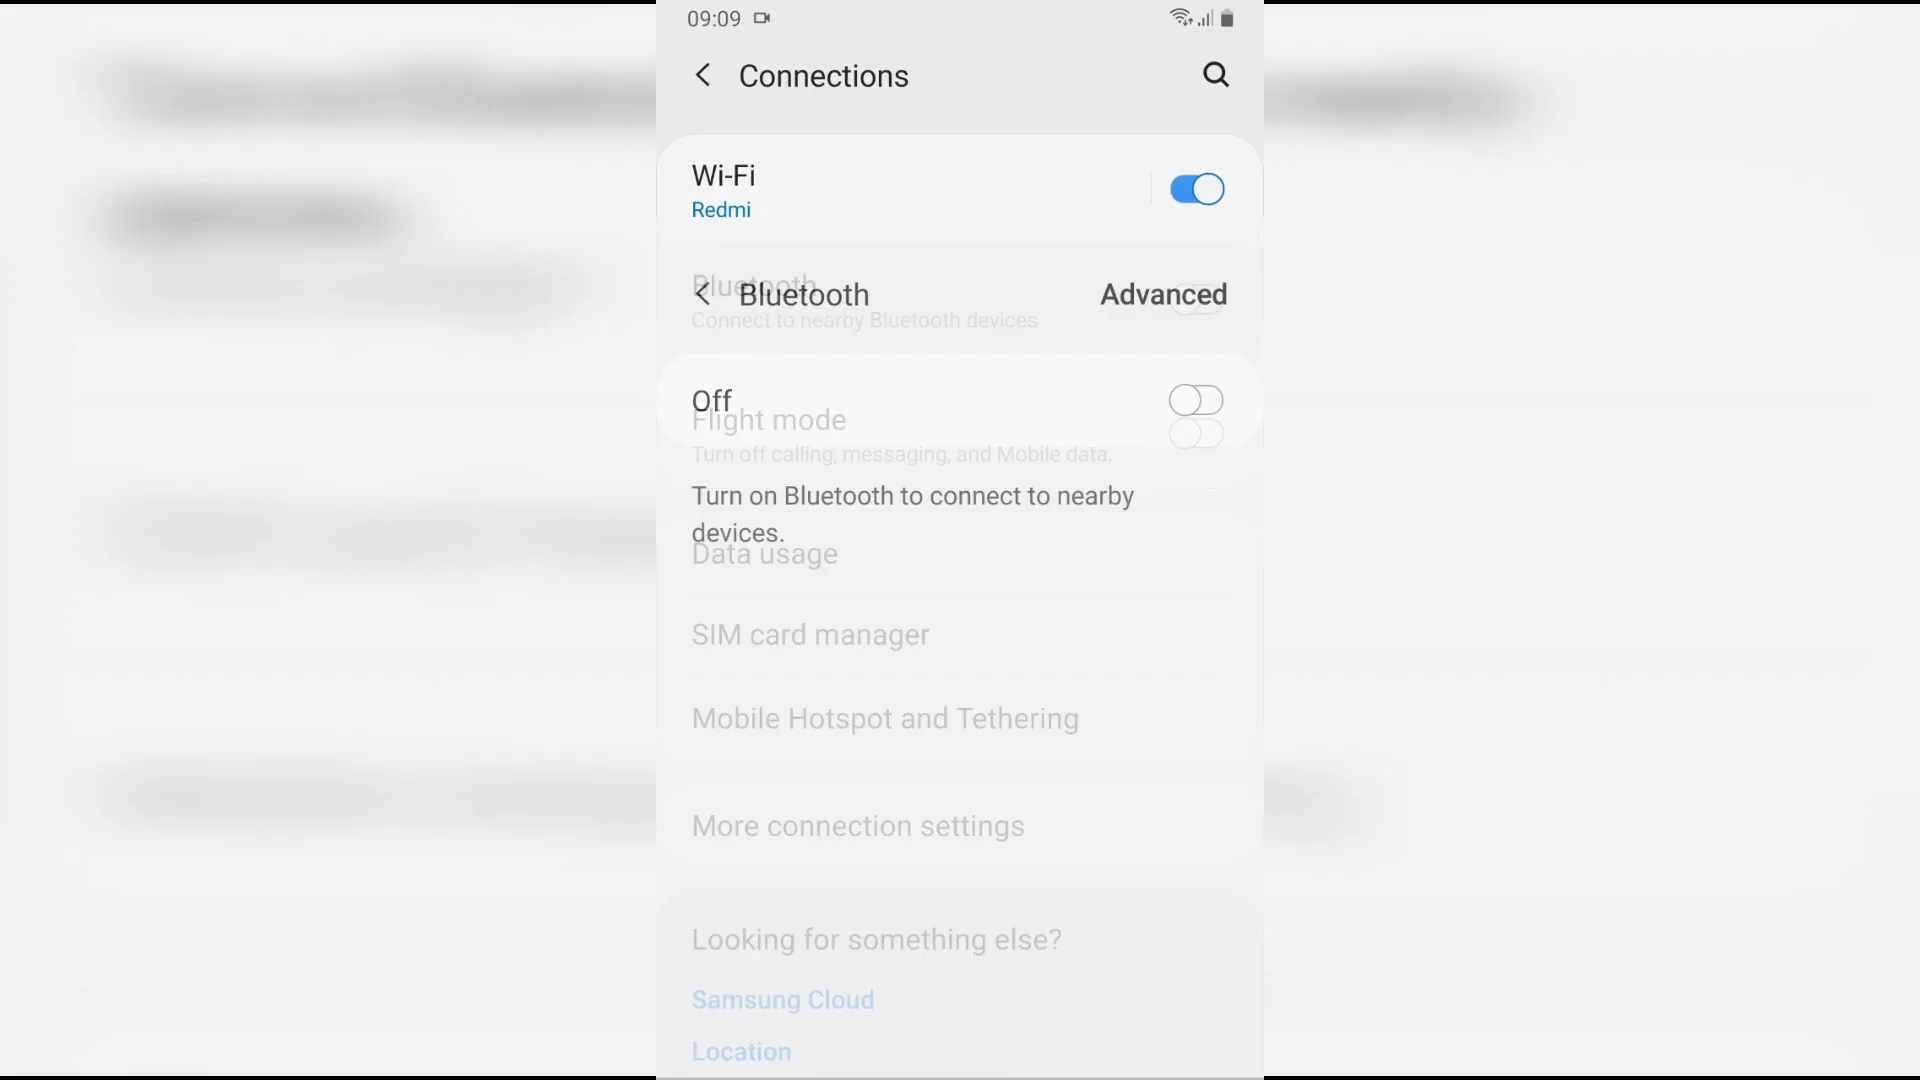 09:09
Connections
Wi-Fi
Redmi
Bluetooth
Connect to nearby Bluetooth devices.
Bluetooth
Advanced
Off
Flight mode
Turn off calling, messaging, and Mobile data.
Turn on Bluetooth to connect to nearby
devices.
Data usage
SIM card manager
Mobile Hotspot and Tethering
More connection settings
Looking for something else?
Samsung Cloud
Location